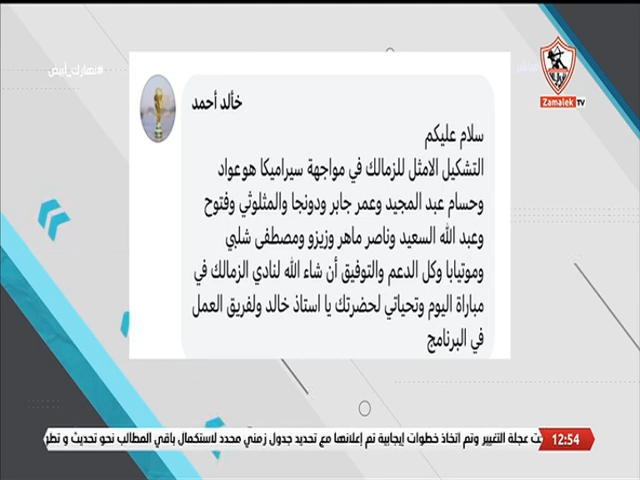 #نهارك_أبيض
Zamalek TV
خالد أحمد
سلام عليكم
التشكيل الامثل للزمالك في مواجهة سيراميكا هو عواد
وحسام عبد المجيد وعمر جابر ودونجا والمثلوثي وفتوح
وعبد الله السعيد وناصر ماهر وزيزو ومصطفى شلبي
وموتيابا وكل الدعم والتوفيق أن شاء الله لنادي الزمالك في
مباراة اليوم وتحياتي لحضرتك يا استاذ خالد ولفريق العمل
في البرنامج
ت عجلة التغيير وتم اتخاذ خطوات إيجابية تم إعلانها مع تحديد جدول زمني محدد لاستكمال باقي المطالب نحو تحديث و تطو
12:54